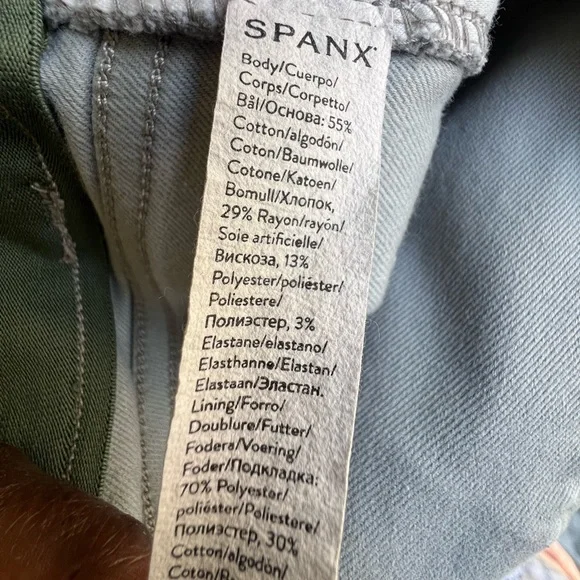 SPANX
Body/Cuerpo/
Corps/Corpetto/
Bål/Основа: 55%
Cotton/algodón/
Coton/Baumwolle/
Cotone/Katoen/
Bomull/Хлопок,
29% Rayon/rayón/
Soie artificielle/
Вискоза, 13%
Polyester/poliéster/
Poliestere/
Полиэстер, 3%
Elastane/elastano/
Elasthanne/Elastan/
Elastaan/Эластан.
Lining/Forro/
Doublure/Futter/
Fodera/Voering/
Foder/Подкладка:
70% Polyester/
poliéster/Poliestere/
Полиэстер, 30%
Cotton/algodón/